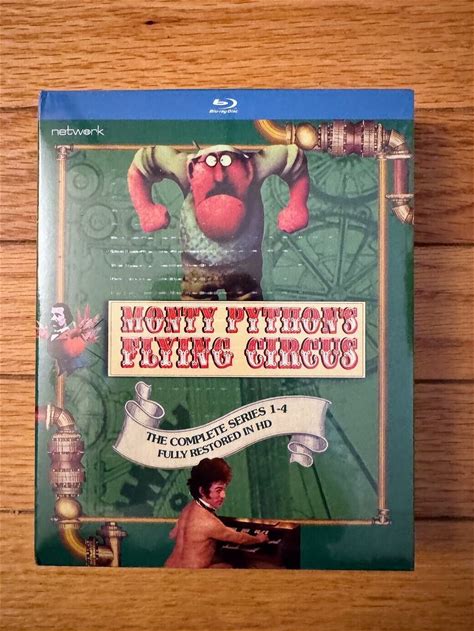 Blu-ray Disc
network
MONTY PYTHON'S
FLYING CIRCUS
THE COMPLETE SERIES 1-4
FULLY RESTORED IN HD